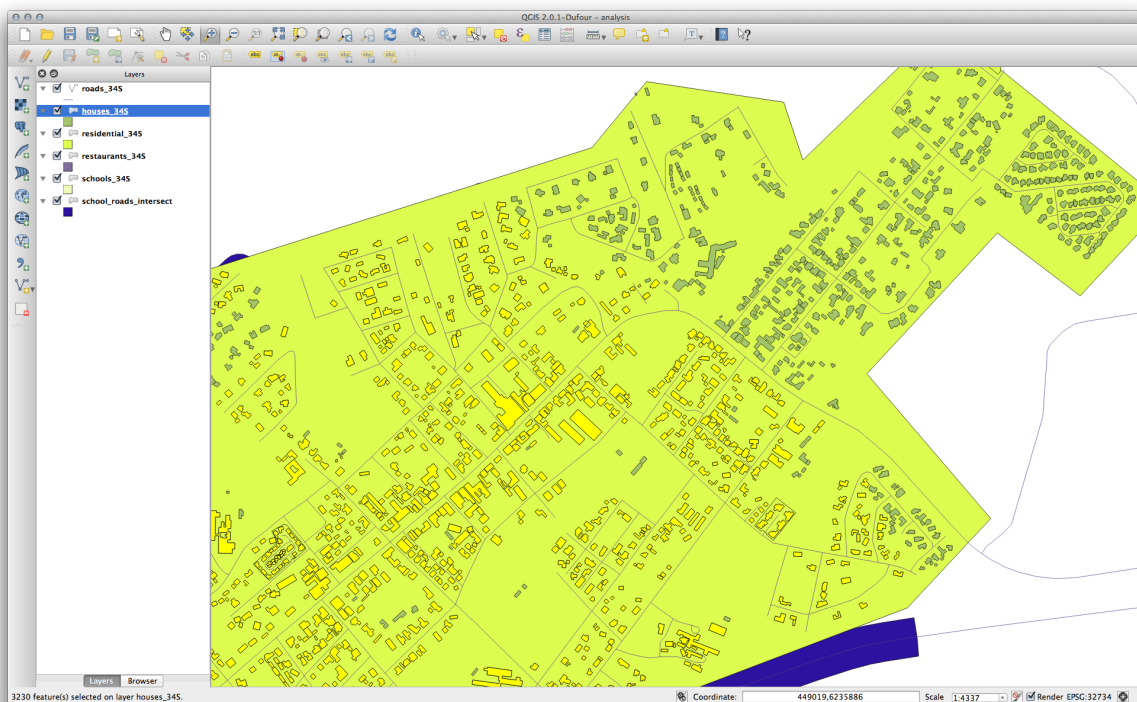 QGIS 2.0.1-Dufour - analysis
Layers
roads_34S
houses_34S
residential_34S
restaurants_34S
schools_34S
school_roads_intersect
Layers Browser
3230 feature(s) selected on layer houses_34S. Coordinate: 449019,6235886 Scale 1:4337 Render EPSG:32734